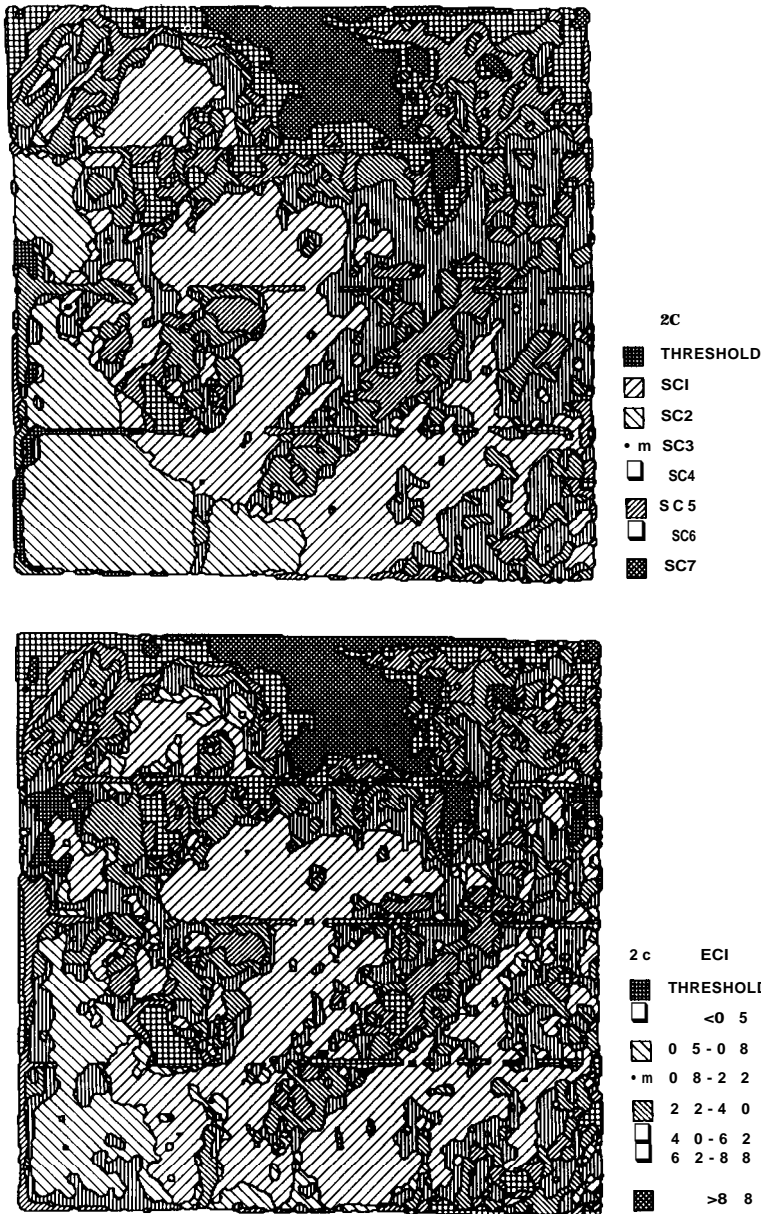 2C
THRESHOLD
SCI
SC2
• m SC3
SC4
S C 5
SC6
SC7
2 c ECI
THRESHOLD
<0 5
0 5 - 0 8
• m 0 8 - 2 2
2 2 - 4 0
4 0 - 6 2
6 2 - 8 8
>8 8